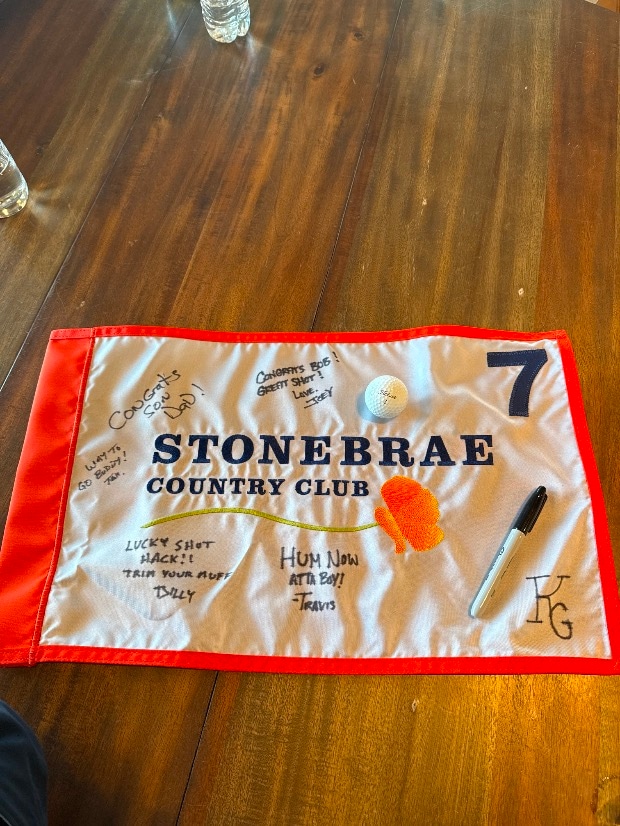 7
CONGRATS
SON
DAD!
CONGRATS BOB!
GREAT SHOT!
LOVE,
JOEY
WAY TO
GO BUDDY!
STONEBRAE
COUNTRY CLUB
LUCKY SHOT
HACK!!
TRIM YOUR MUFF
BILLY
HUM NOW
ATTA BOY!
-TRAVIS
KG